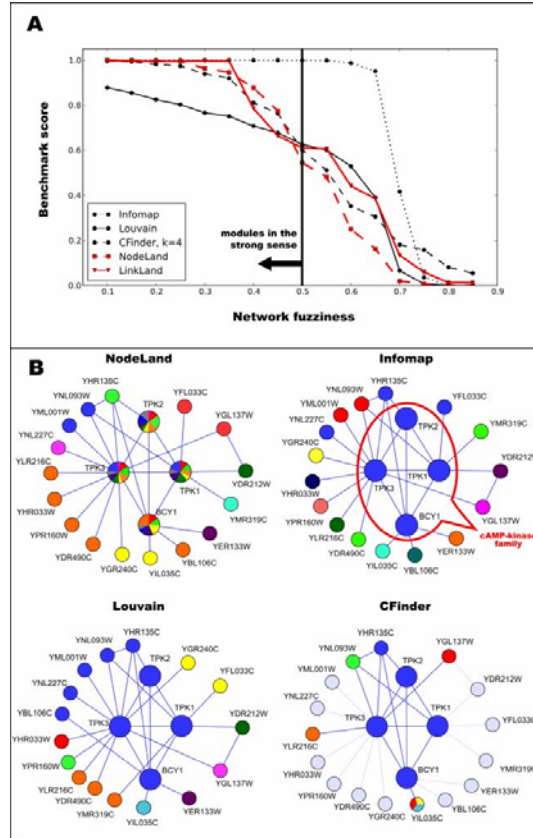 A
Benchmark score
1.0
0.8
0.6
0.4
0.2
0.0
Infomap
Louvain
CFinder, k=4
NodeLand
LinkLand
modules in the
strong sense
0.1 0.2 0.3 0.4 0.5 0.6 0.7 0.8 0.9
Network fuzziness
B
NodeLand
YHR135C
YNL093W
YML001W
YNL227C
YLR216C
YHR033W
YPR160W
YDR490C
YGR240C
YIL035C
YBL106C
YER133W
YMR319C
YDR212W
YGL137W
YFL033C
TPK2
TPK3
TPK1
BCY1
Infomap
YHR135C
YNL093W
YML001W
YNL227C
YGR240C
YHR033W
YPR160W
YLR216C
YDR490C
YIL035C
YBL106C
YER133W
YGL137W
YDR212W
YMR319C
YFL033C
TPK2
TPK3
TPK1
BCY1
cAMP-kinase
family
Louvain
YHR135C
YNL093W
YML001W
YNL227C
YBL106C
YHR033W
YPR160W
YLR216C
YDR490C
YMR319C
YIL035C
YER133W
YGL137W
YDR212W
YFL033C
YGR240C
TPK2
TPK3
TPK1
BCY1
CFinder
YHR135C
YNL093W
YML001W
YNL227C
YLR216C
YHR033W
YPR160W
YDR490C
YGR240C
YIL035C
YBL106C
YER133W
YMR319C
YFL033C
YDR212W
YGL137W
TPK2
TPK3
TPK1
BCY1